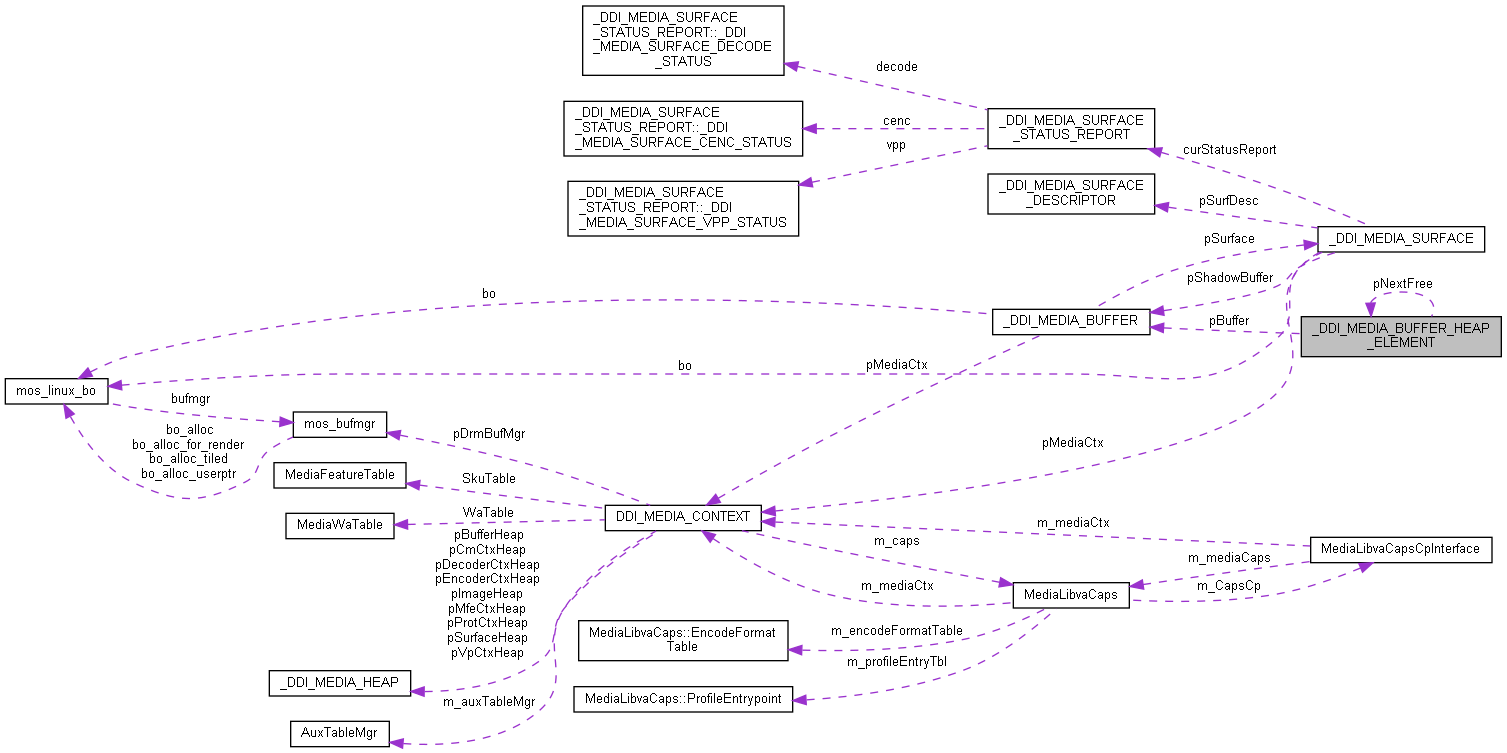 _DDI_MEDIA_SURFACE
_STATUS_REPORT::_DDI
_MEDIA_SURFACE_DECODE
_STATUS
decode
_DDI_MEDIA_SURFACE
_STATUS_REPORT::_DDI
_MEDIA_SURFACE_CENC_STATUS
cenc
_DDI_MEDIA_SURFACE
_STATUS_REPORT
vpp
curStatusReport
_DDI_MEDIA_SURFACE
_STATUS_REPORT::_DDI
_MEDIA_SURFACE_VPP_STATUS
_DDI_MEDIA_SURFACE
_DESCRIPTOR
pSurfDesc
_DDI_MEDIA_SURFACE
pSurface
pShadowBuffer
pNextFree
bo
_DDI_MEDIA_BUFFER
pBuffer
_DDI_MEDIA_BUFFER_HEAP
_ELEMENT
bo
pMediaCtx
mos_linux_bo
bufmgr
mos_bufmgr
bo_alloc
bo_alloc_for_render
bo_alloc_tiled
bo_alloc_userptr
pDrmBufMgr
pMediaCtx
MediaFeatureTable
SkuTable
MediaWaTable
WaTable
DDI_MEDIA_CONTEXT
m_mediaCtx
pBufferHeap
pCmCtxHeap
pDecoderCtxHeap
pEncoderCtxHeap
pImageHeap
pMfeCtxHeap
pProtCtxHeap
pSurfaceHeap
pVpCtxHeap
m_caps
MediaLibvaCapsCpInterface
m_mediaCaps
m_mediaCtx
MediaLibvaCaps
m_CapsCp
MediaLibvaCaps::EncodeFormat
Table
m_encodeFormatTable
m_profileEntryTbl
_DDI_MEDIA_HEAP
m_auxTableMgr
MediaLibvaCaps::ProfileEntrypoint
AuxTableMgr